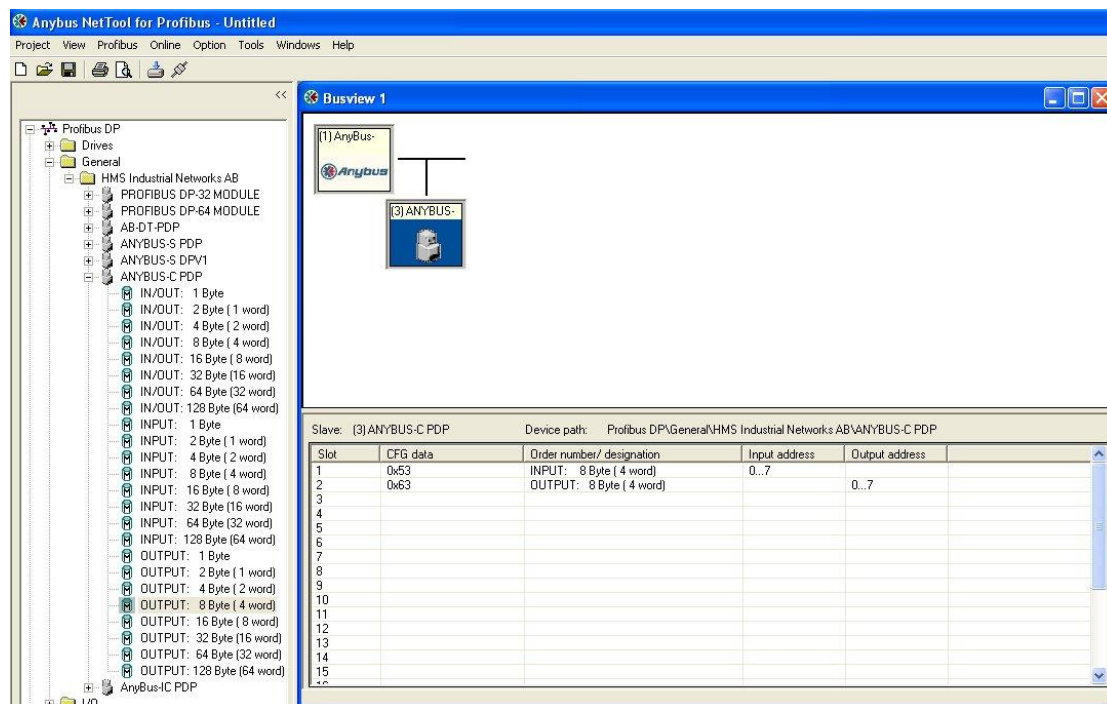 Anybus NetTool for Profibus - Untitled
Project View Profibus Online Option Tools Windows Help
<<
Profibus DP
Drives
General
HMS Industrial Networks AB
PROFIBUS DP-32 MODULE
PROFIBUS DP-64 MODULE
AB-DT-PDP
ANYBUS-S PDP
ANYBUS-S DPV1
ANYBUS-C PDP
IN/OUT: 1 Byte
IN/OUT: 2 Byte ( 1 word)
IN/OUT: 4 Byte ( 2 word)
IN/OUT: 8 Byte ( 4 word)
IN/OUT: 16 Byte ( 8 word)
IN/OUT: 32 Byte (16 word)
IN/OUT: 64 Byte (32 word)
IN/OUT: 128 Byte (64 word)
INPUT: 1 Byte
INPUT: 2 Byte ( 1 word)
INPUT: 4 Byte ( 2 word)
INPUT: 8 Byte ( 4 word)
INPUT: 16 Byte ( 8 word)
INPUT: 32 Byte (16 word)
INPUT: 64 Byte (32 word)
INPUT: 128 Byte (64 word)
OUTPUT: 1 Byte
OUTPUT: 2 Byte ( 1 word)
OUTPUT: 4 Byte ( 2 word)
OUTPUT: 8 Byte ( 4 word)
OUTPUT: 16 Byte ( 8 word)
OUTPUT: 32 Byte (16 word)
OUTPUT: 64 Byte (32 word)
OUTPUT: 128 Byte (64 word)
AnyBus-IC PDP
I/O
Busview 1
(1) AnyBus-
Anybus
(3) ANYBUS-
Slave: (3) ANYBUS-C PDP Device path: Profibus DP\General\HMS Industrial Networks AB\ANYBUS-C PDP
Slot CFG data Order number/ designation Input address Output address
1 0x53 INPUT: 8 Byte ( 4 word) 0...7
2 0x63 OUTPUT: 8 Byte ( 4 word) 0...7
3
4
5
6
7
8
9
10
11
12
13
14
15